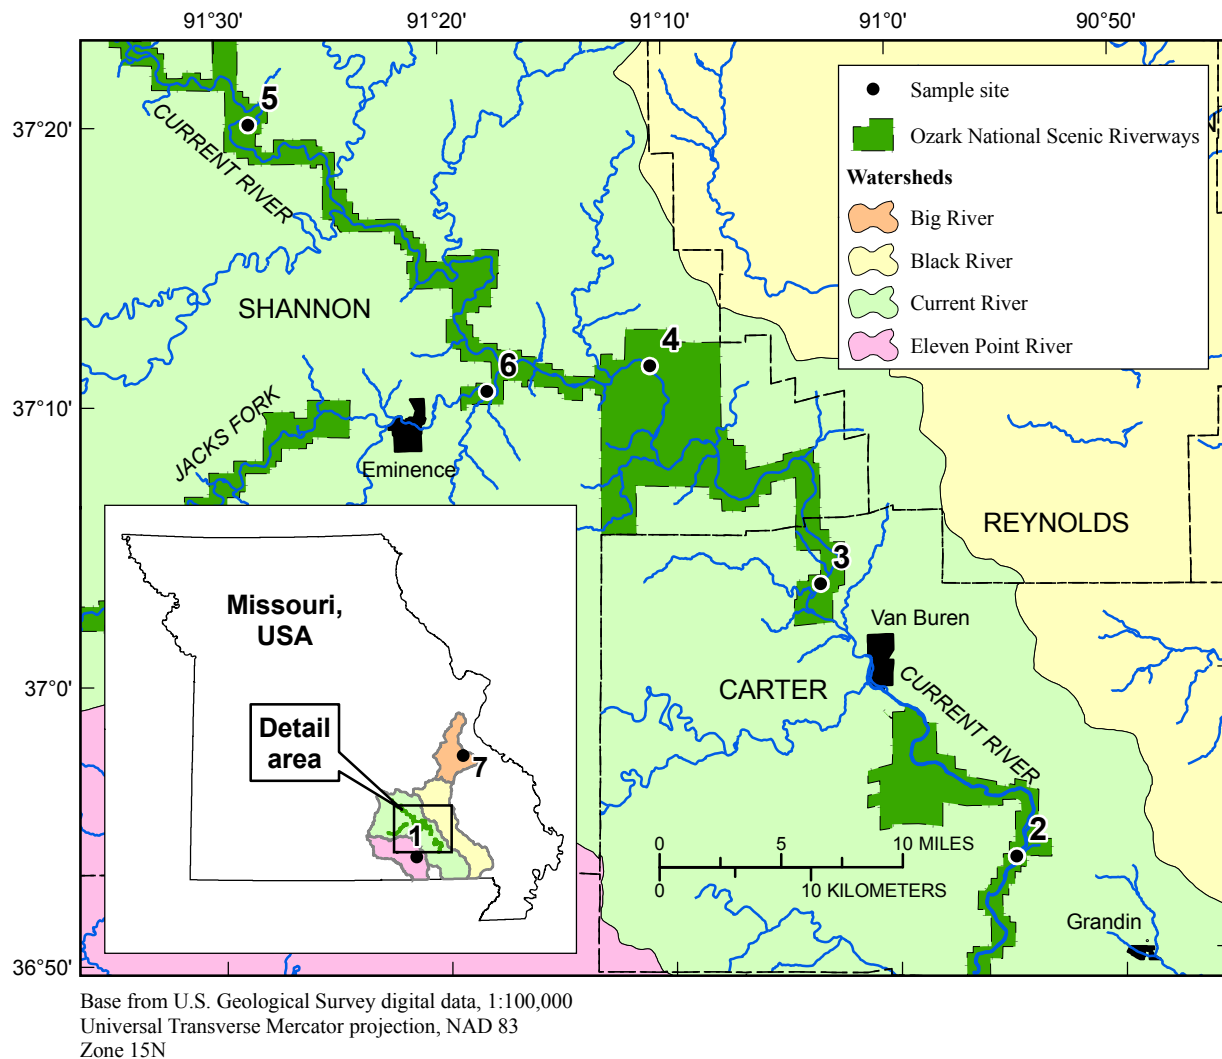 91°30' 91°20' 91°10' 91°0' 90°50'
37°20'
37°10'
37°0'
36°50'
Sample site
Ozark National Scenic Riverways
Watersheds
Big River
Black River
Current River
Eleven Point River
5
CURRENT RIVER
SHANNON
4
6
JACKS FORK
Eminence
REYNOLDS
3
Van Buren
CARTER
CURRENT RIVER
2
Grandin
Missouri,
USA
Detail
area
7
1
0 5 10 MILES
0 10 KILOMETERS
Base from U.S. Geological Survey digital data, 1:100,000
Universal Transverse Mercator projection, NAD 83
Zone 15N